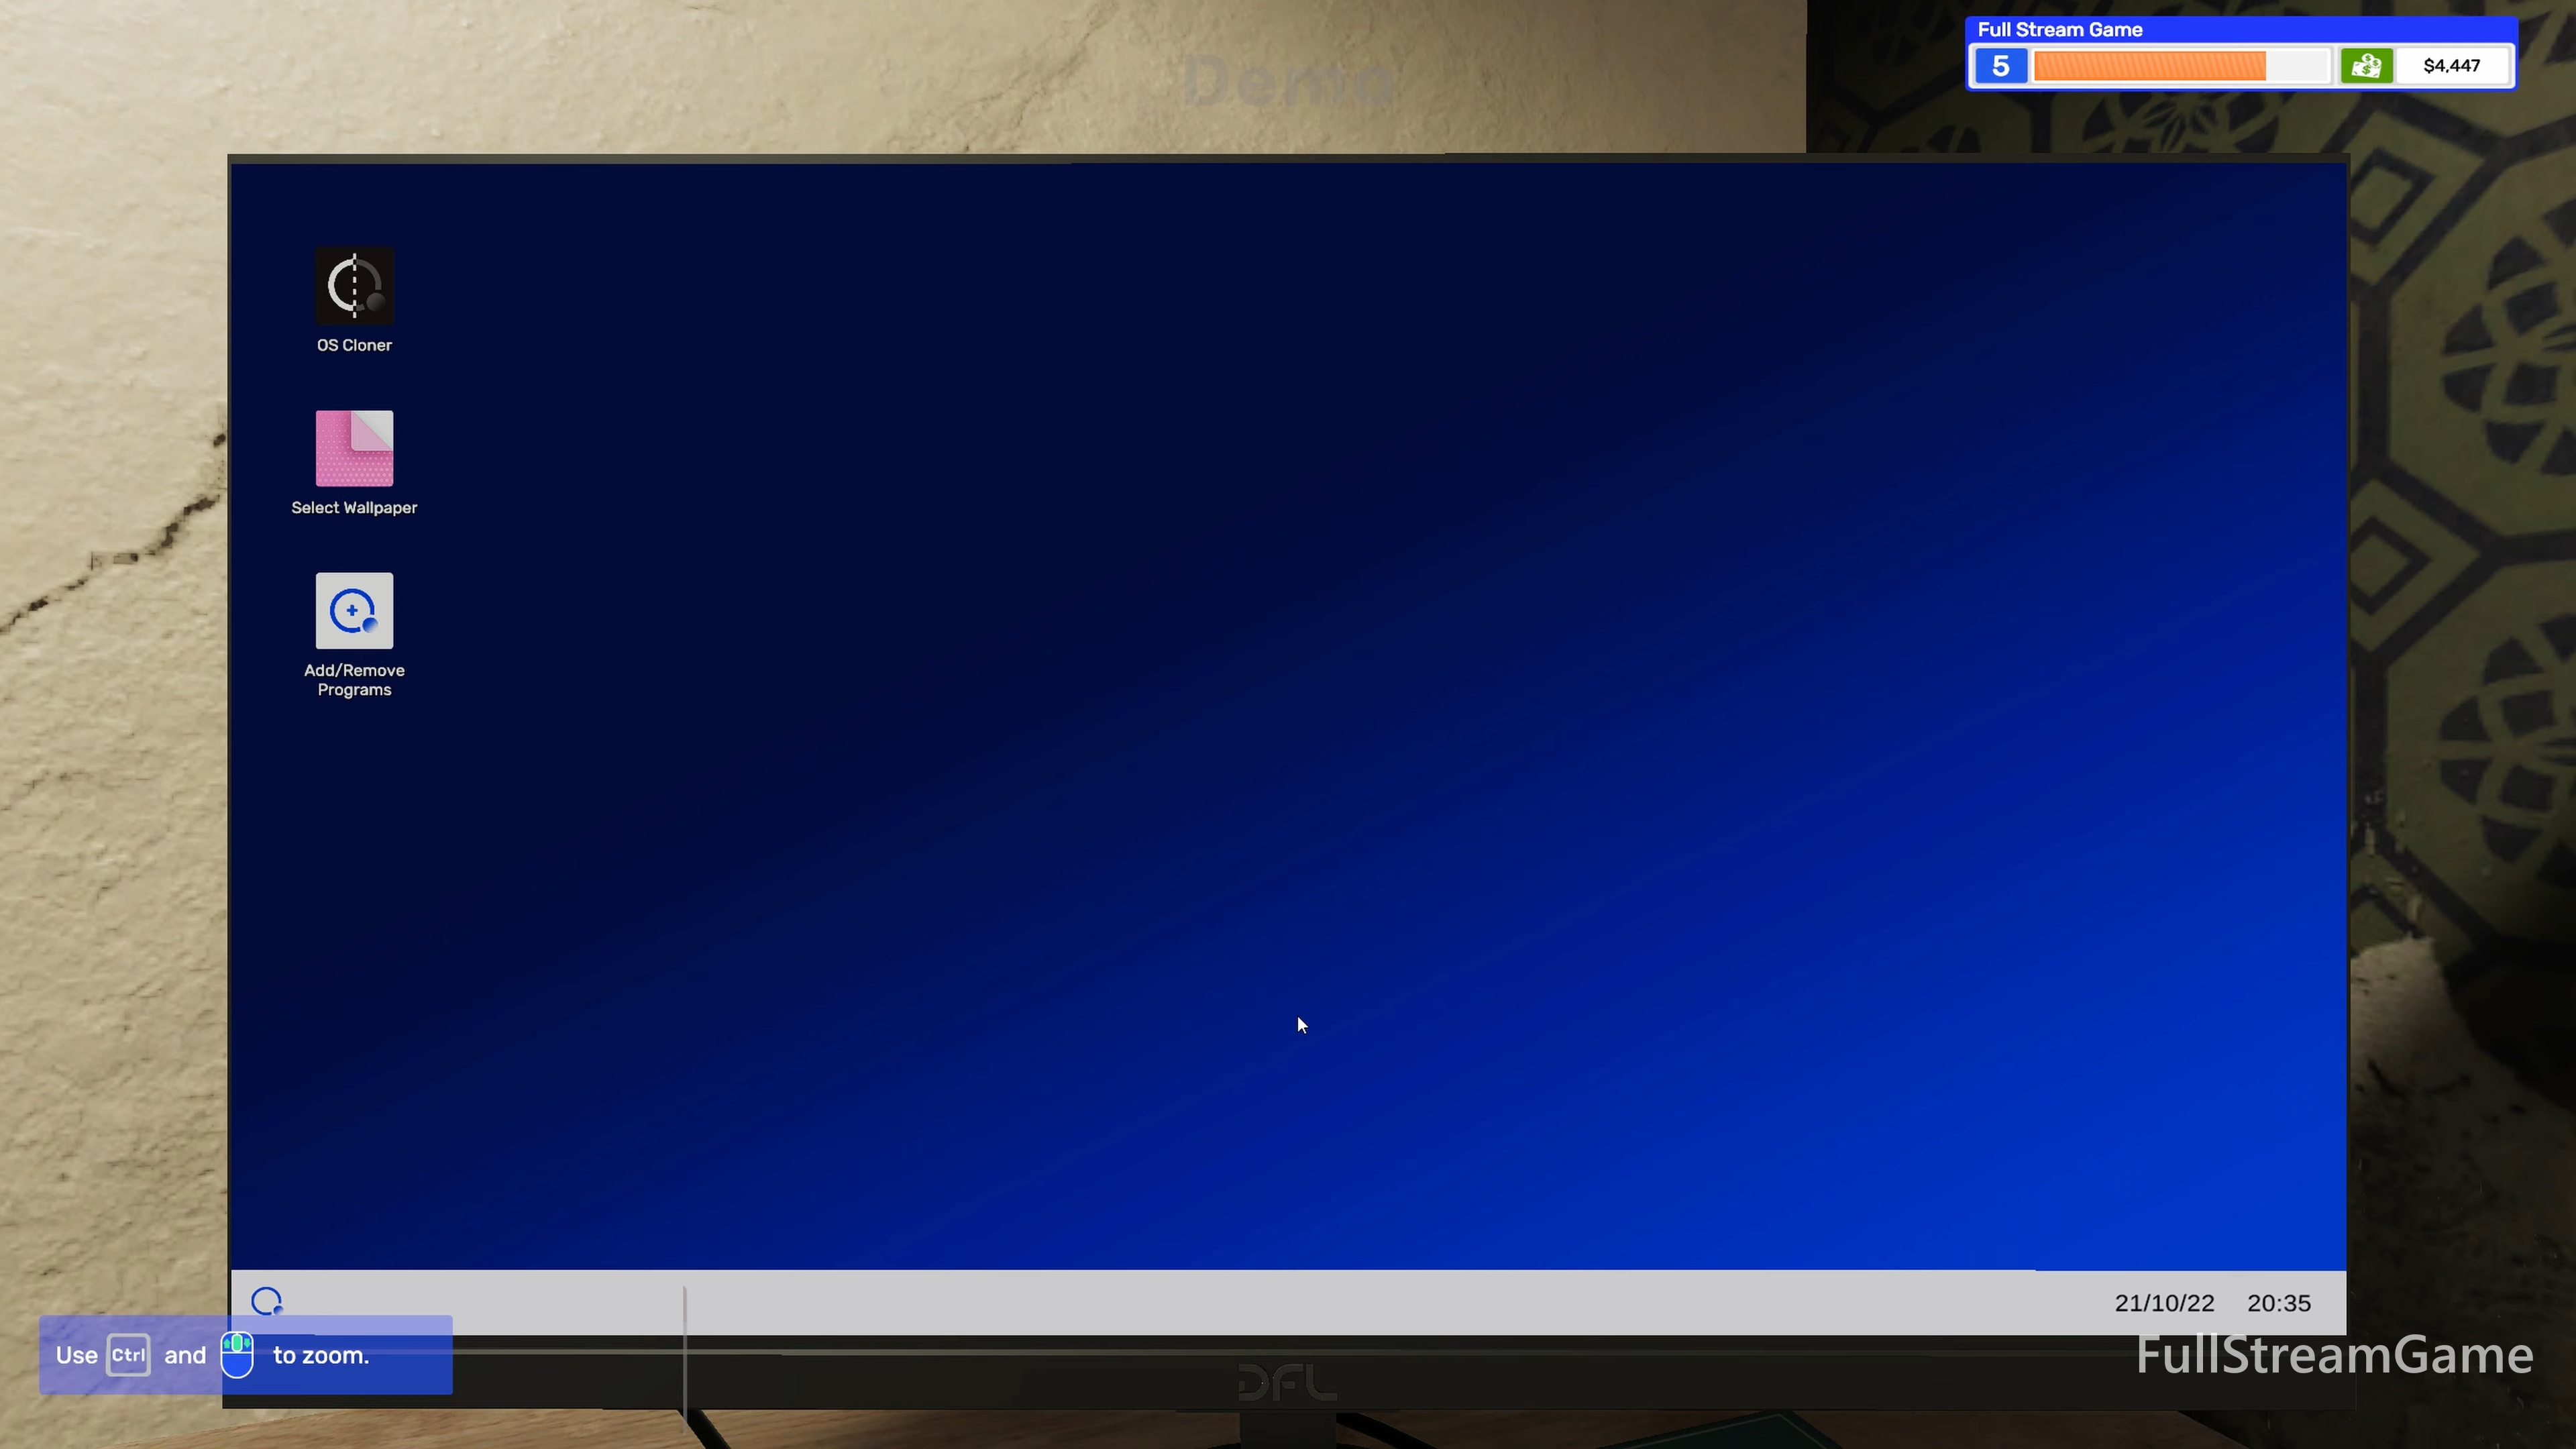 Demo
Full Stream Game
5
$4,447
OS Cloner
Select Wallpaper
Add/Remove
Programs
21/10/22 20:35
Use Ctrl and to zoom.
FullStreamGame
DFL